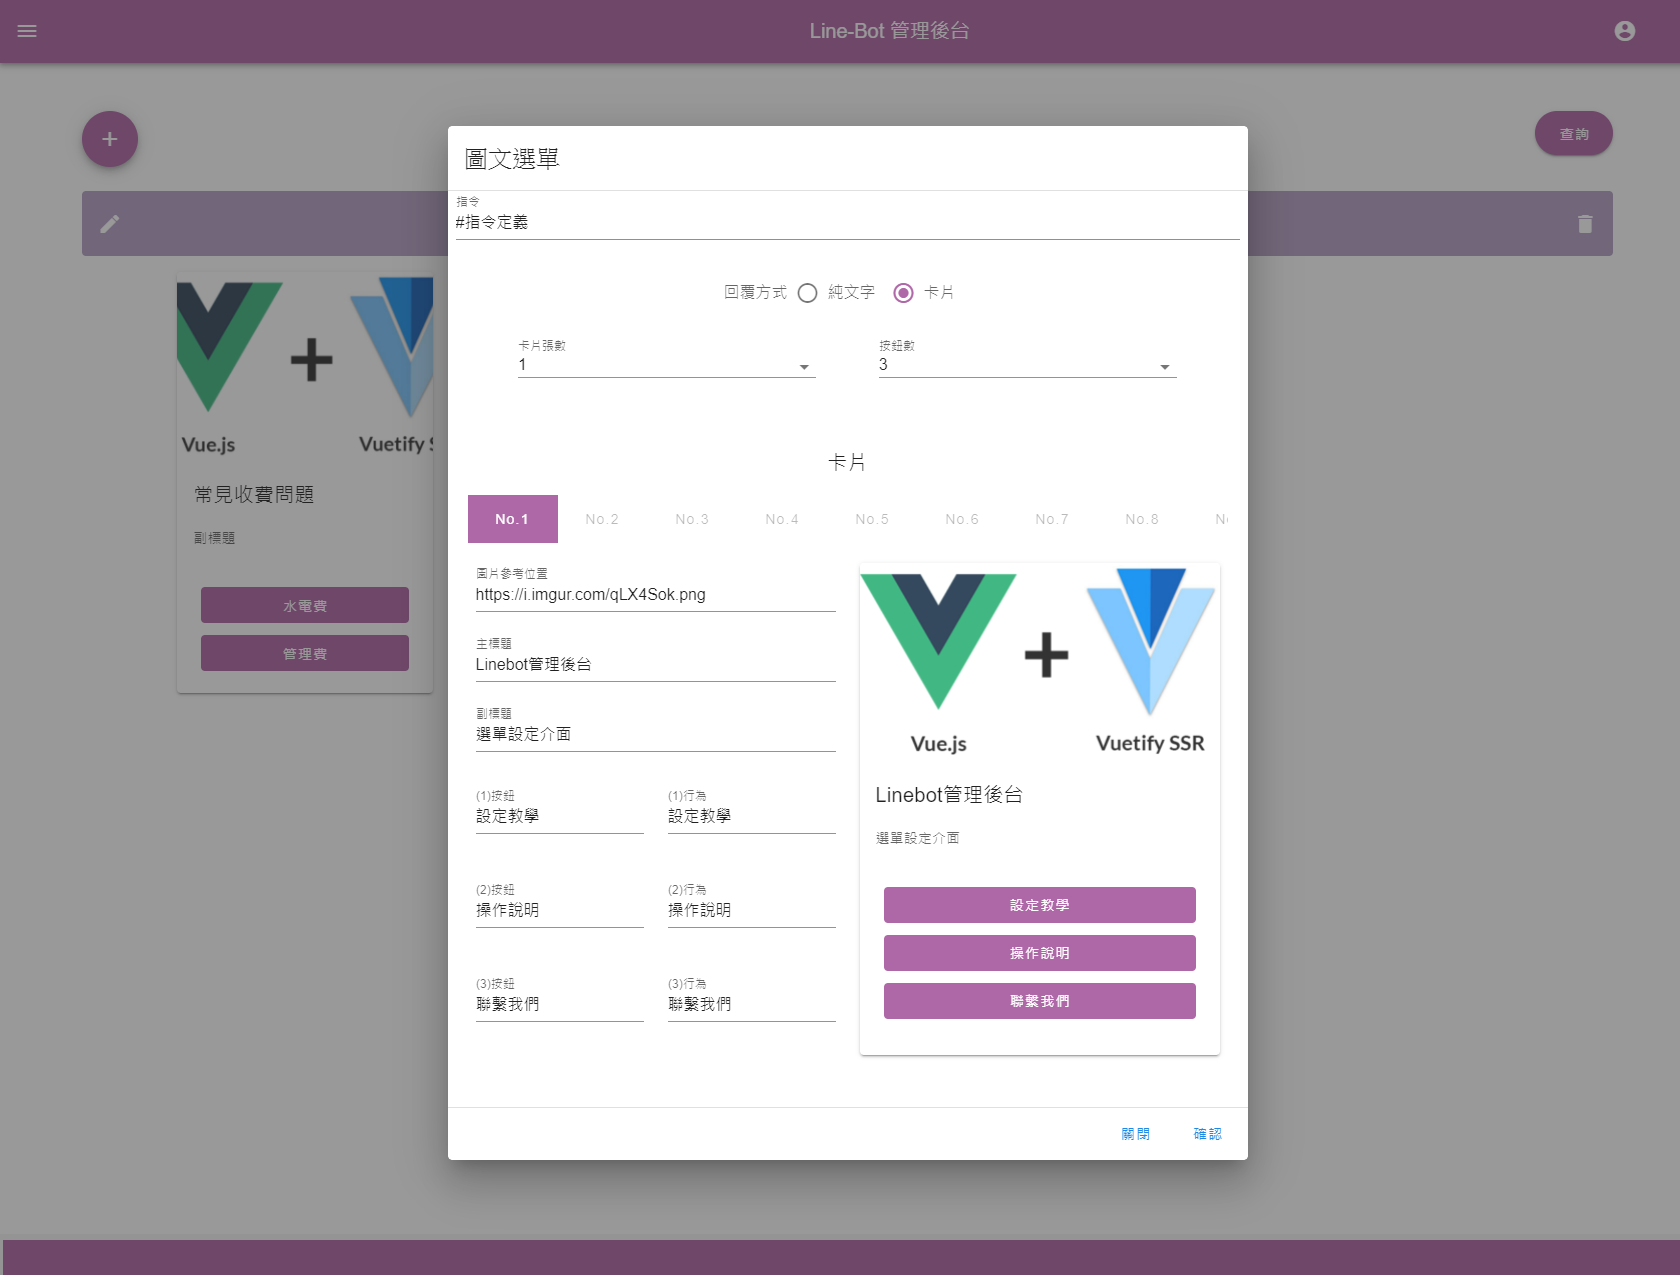 Line-Bot 管理後台
查詢
圖文選單
指令
#指令定義
回覆方式 純文字 卡片
卡片張數
1
按鈕數
3
卡片
No.1 No.2 No.3 No.4 No.5 No.6 No.7 No.8
圖片參考位置
https://i.imgur.com/qLX4Sok.png
主標題
Linebot管理後台
副標題
選單設定介面
(1)按鈕
設定教學
(1)行為
設定教學
(2)按鈕
操作說明
(2)行為
操作說明
(3)按鈕
聯繫我們
(3)行為
聯繫我們
Vue.js
Vuetify SSR
Linebot管理後台
選單設定介面
設定教學
操作說明
聯繫我們
關閉 確認
Vue.js
Vuetify
常見收費問題
副標題
水電費
管理費